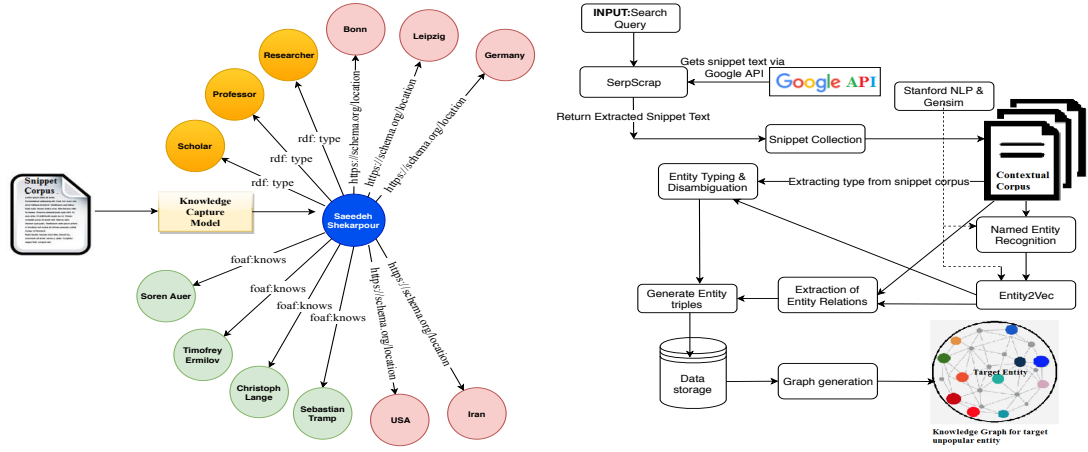 Snippet
Corpus
Knowledge
Capture
Model
Saeedeh
Shekarpour
Scholar
Professor
Researcher
Bonn
Leipzig
Germany
rdf: type
rdf: type
rdf: type
https://schema.org/location
https://schema.org/location
https://schema.org/location
foaf:knows
foaf:knows
foaf:knows
foaf:knows
https://schema.org/location
https://schema.org/location
Soren Auer
Timofrey
Ermilov
Christoph
Lange
Sebastian
Tramp
USA
Iran
INPUT:Search
Query
SerpScrap
Gets snippet text via
Google API
Google API
Return Extracted Snippet Text
Snippet Collection
Stanford NLP &
Gensim
Contextual
Corpus
Entity Typing &
Disambiguation
Extracting type from snippet corpus
Named Entity
Recognition
Entity2Vec
Extraction of
Entity Relations
Generate Entity
triples
Data
storage
Graph generation
Target Entity
Knowledge Graph for target
unpopular entity